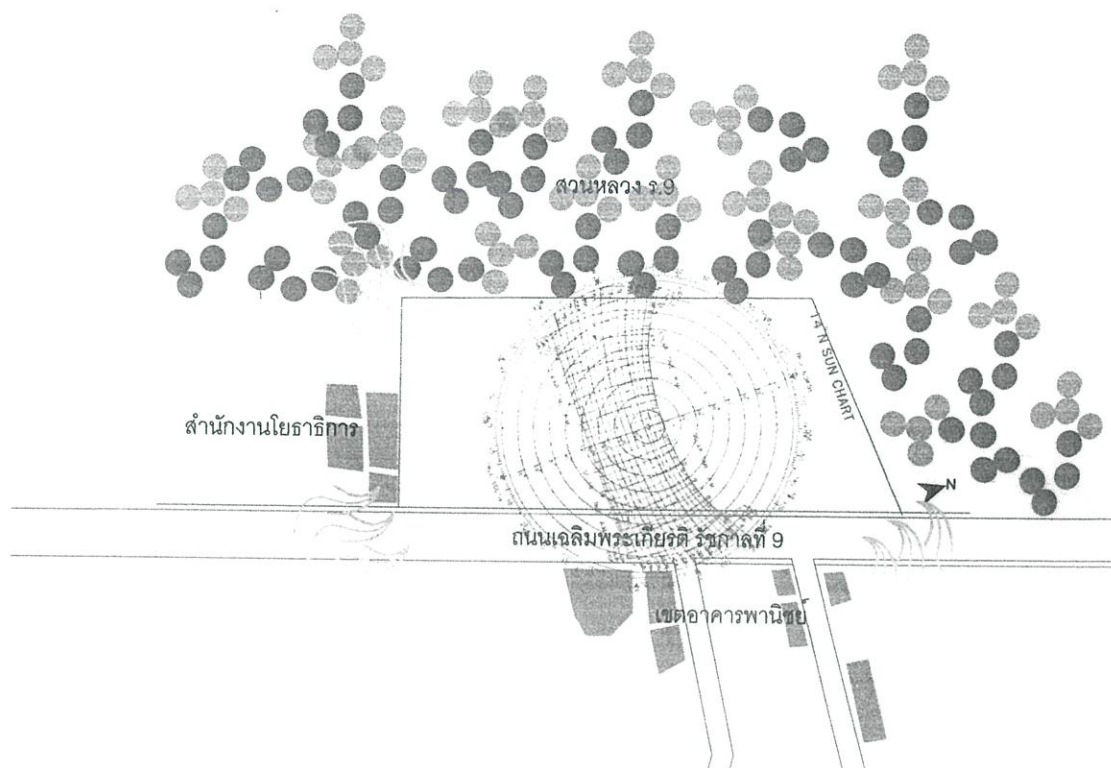 สวนหลวง ร.9
14°N SUN CHART
สำนักงานโยธาธิการ
N
ถนนเฉลิมพระเกียรติ รัชกาลที่ 9
เขตอาคารพานิชย์